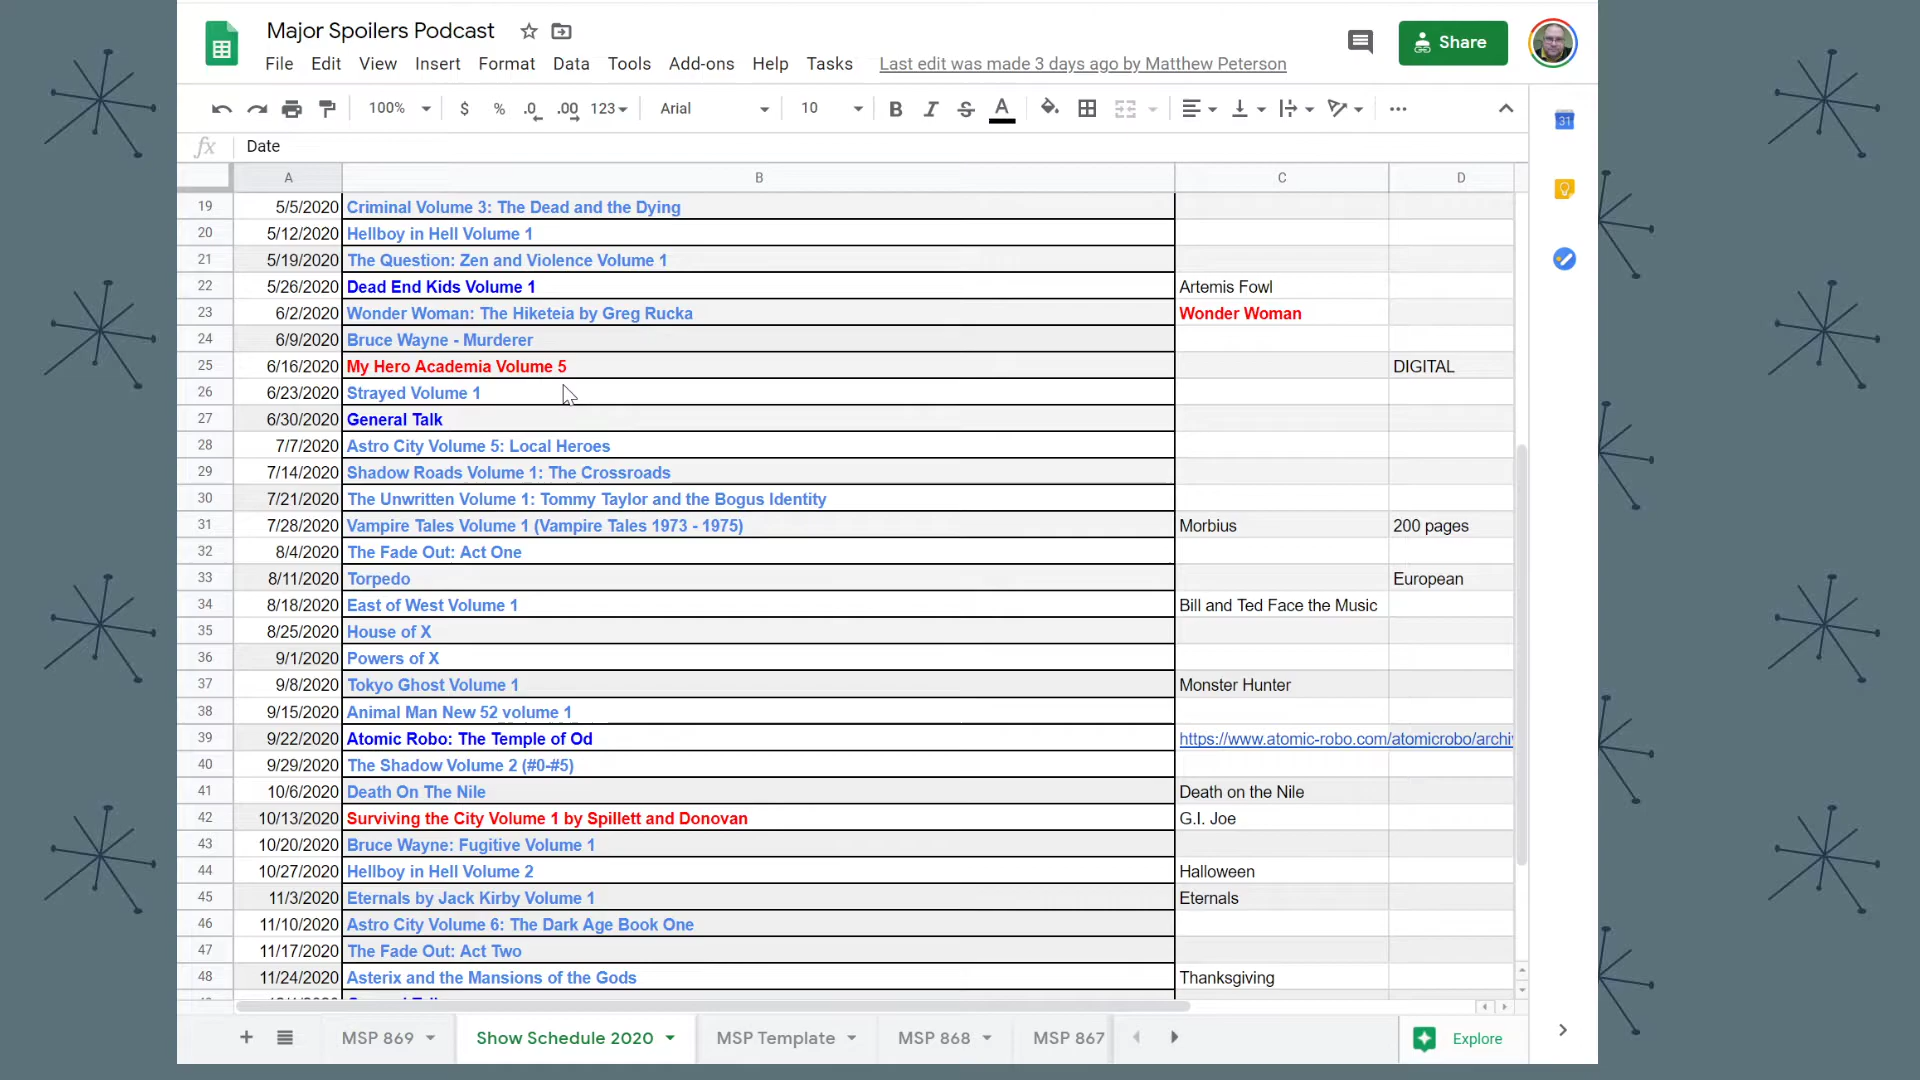 Major Spoilers Podcast
Share
File Edit View Insert Format Data Tools Add-ons Help Tasks Last edit was made 3 days ago by Matthew Peterson
100% $ % .0 .00 123 Arial 10 B I S A
31
fx Date
A B C D
19 5/5/2020 Criminal Volume 3: The Dead and the Dying
20 5/12/2020 Hellboy in Hell Volume 1
21 5/19/2020 The Question: Zen and Violence Volume 1
22 5/26/2020 Dead End Kids Volume 1 Artemis Fowl
23 6/2/2020 Wonder Woman: The Hiketeia by Greg Rucka Wonder Woman
24 6/9/2020 Bruce Wayne - Murderer
25 6/16/2020 My Hero Academia Volume 5 DIGITAL
26 6/23/2020 Strayed Volume 1
27 6/30/2020 General Talk
28 7/7/2020 Astro City Volume 5: Local Heroes
29 7/14/2020 Shadow Roads Volume 1: The Crossroads
30 7/21/2020 The Unwritten Volume 1: Tommy Taylor and the Bogus Identity
31 7/28/2020 Vampire Tales Volume 1 (Vampire Tales 1973 - 1975) Morbius 200 pages
32 8/4/2020 The Fade Out: Act One
33 8/11/2020 Torpedo European
34 8/18/2020 East of West Volume 1 Bill and Ted Face the Music
35 8/25/2020 House of X
36 9/1/2020 Powers of X
37 9/8/2020 Tokyo Ghost Volume 1 Monster Hunter
38 9/15/2020 Animal Man New 52 volume 1
39 9/22/2020 Atomic Robo: The Temple of Od https://www.atomic-robo.com/atomicrobo/archi
40 9/29/2020 The Shadow Volume 2 (#0-#5)
41 10/6/2020 Death On The Nile Death on the Nile
42 10/13/2020 Surviving the City Volume 1 by Spillett and Donovan G.I. Joe
43 10/20/2020 Bruce Wayne: Fugitive Volume 1
44 10/27/2020 Hellboy in Hell Volume 2 Halloween
45 11/3/2020 Eternals by Jack Kirby Volume 1 Eternals
46 11/10/2020 Astro City Volume 6: The Dark Age Book One
47 11/17/2020 The Fade Out: Act Two
48 11/24/2020 Asterix and the Mansions of the Gods Thanksgiving
MSP 869 Show Schedule 2020 MSP Template MSP 868 MSP 867 Explore